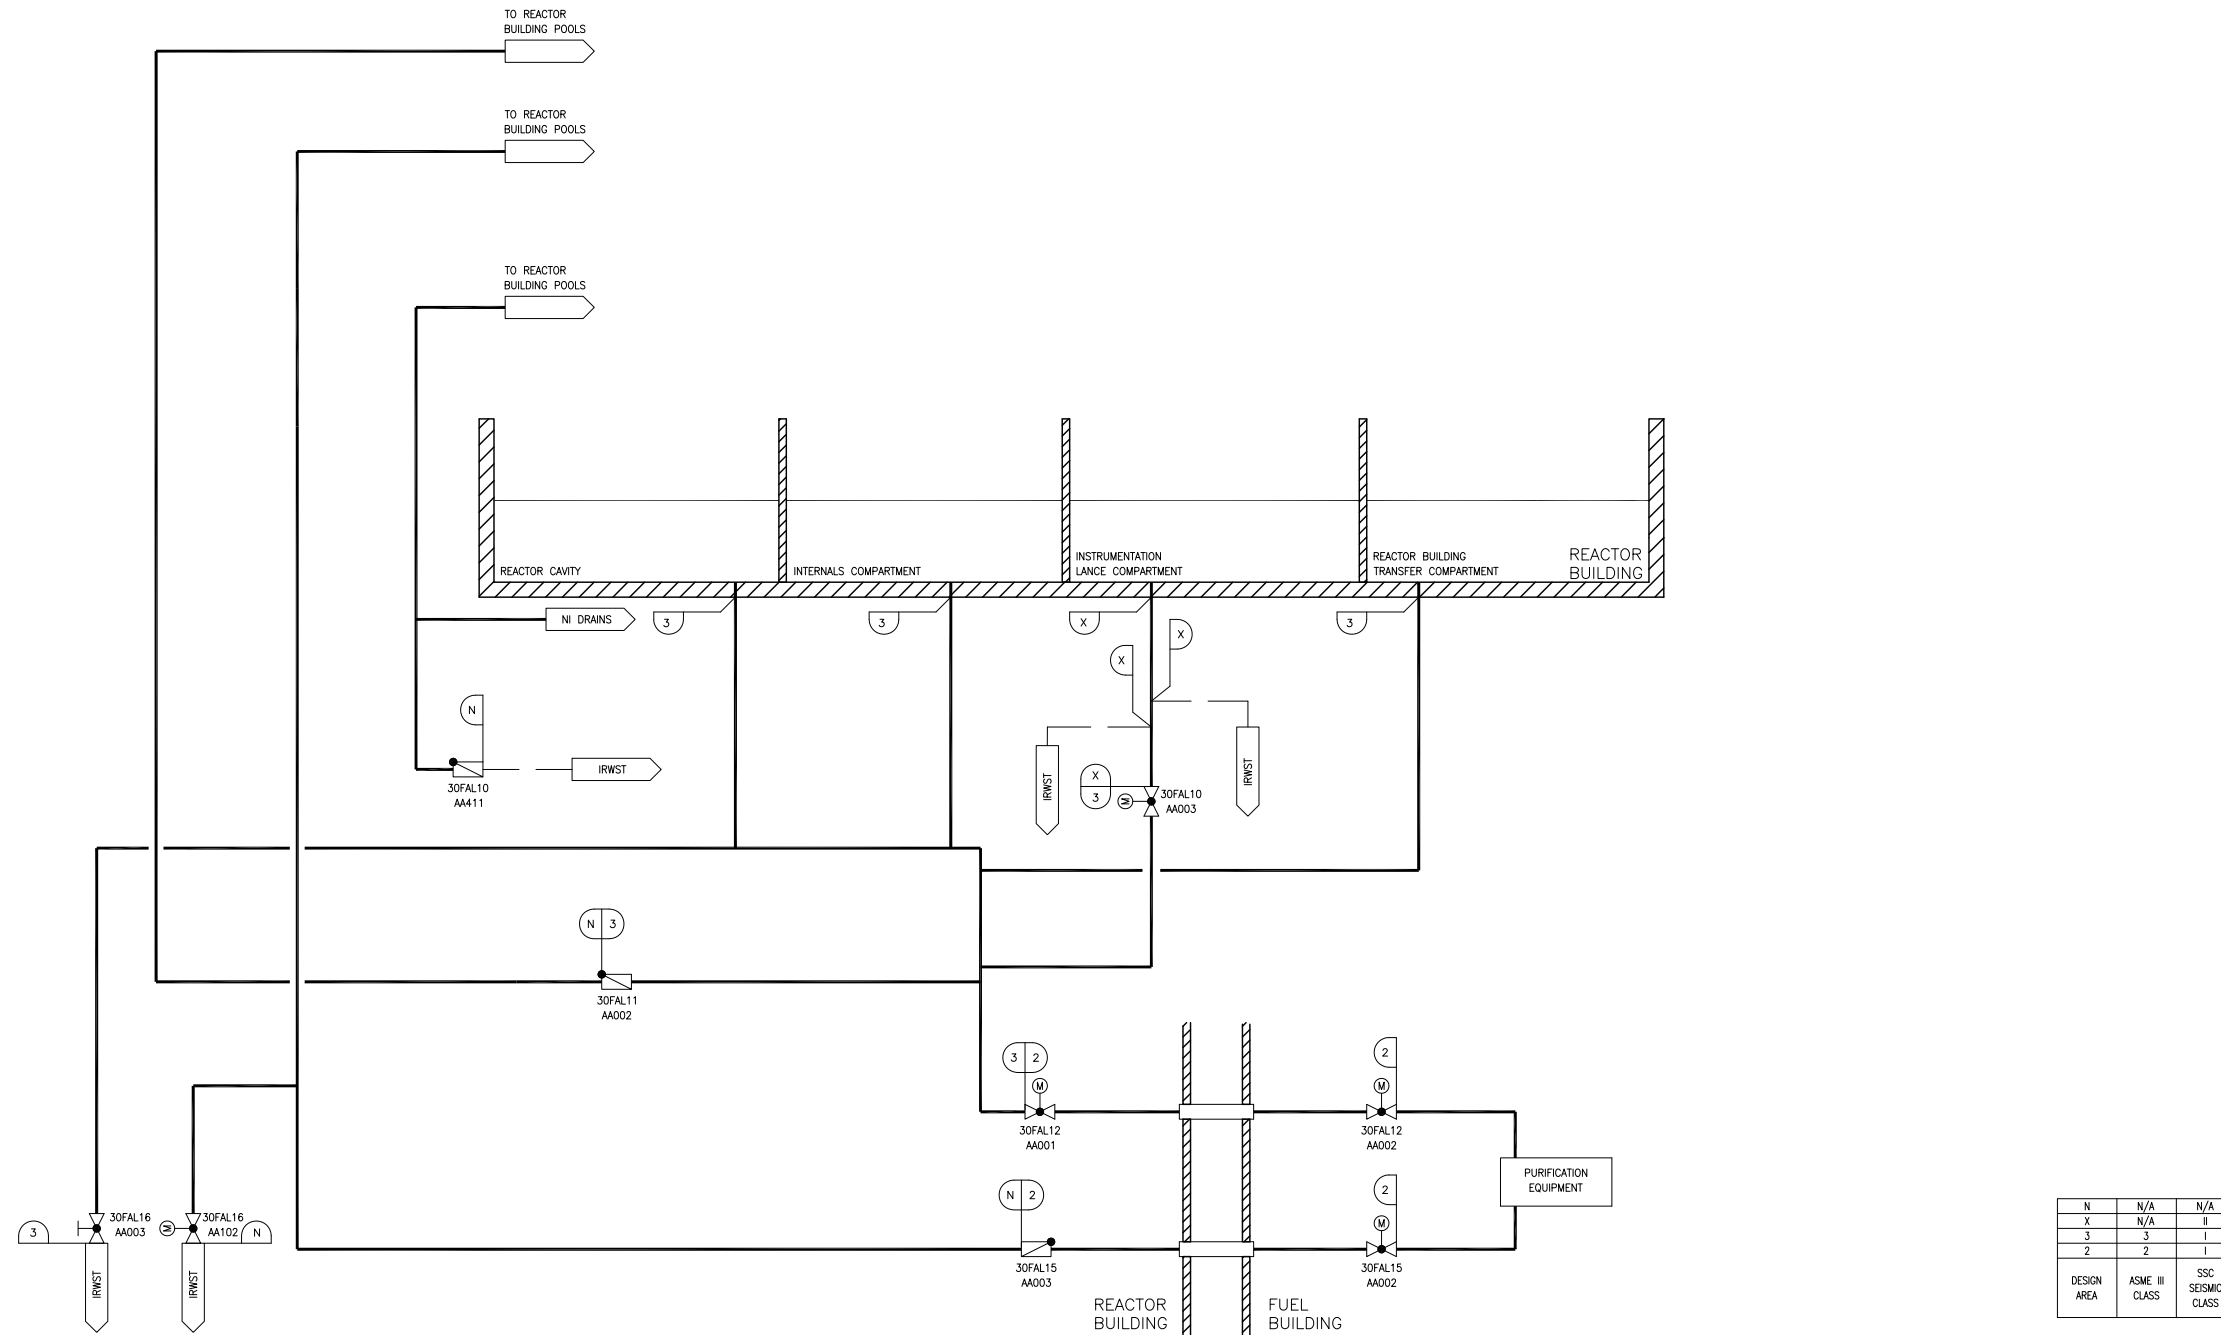 TO REACTOR
BUILDING POOLS
TO REACTOR
BUILDING POOLS
TO REACTOR
BUILDING POOLS
REACTOR CAVITY
INTERNALS COMPARTMENT
INSTRUMENTATION
LANCE COMPARTMENT
REACTOR BUILDING
TRANSFER COMPARTMENT
REACTOR
BUILDING
NI DRAINS
3
3
X
X
3
X
N
IRWST
30FAL10
AA411
IRWST
X
3
M
30FAL10
AA003
IRWST
N 3
30FAL11
AA002
3 2
M
30FAL12
AA001
2
M
30FAL12
AA002
PURIFICATION
EQUIPMENT
N 2
30FAL15
AA003
2
M
30FAL15
AA002
3
30FAL16
AA003
IRWST
M
30FAL16
AA102
N
IRWST
REACTOR
BUILDING
FUEL
BUILDING
N N/A N/A
X N/A II
3 3 I
2 2 I
DESIGN
AREA
ASME III
CLASS
SSC
SEISMIC
CLASS